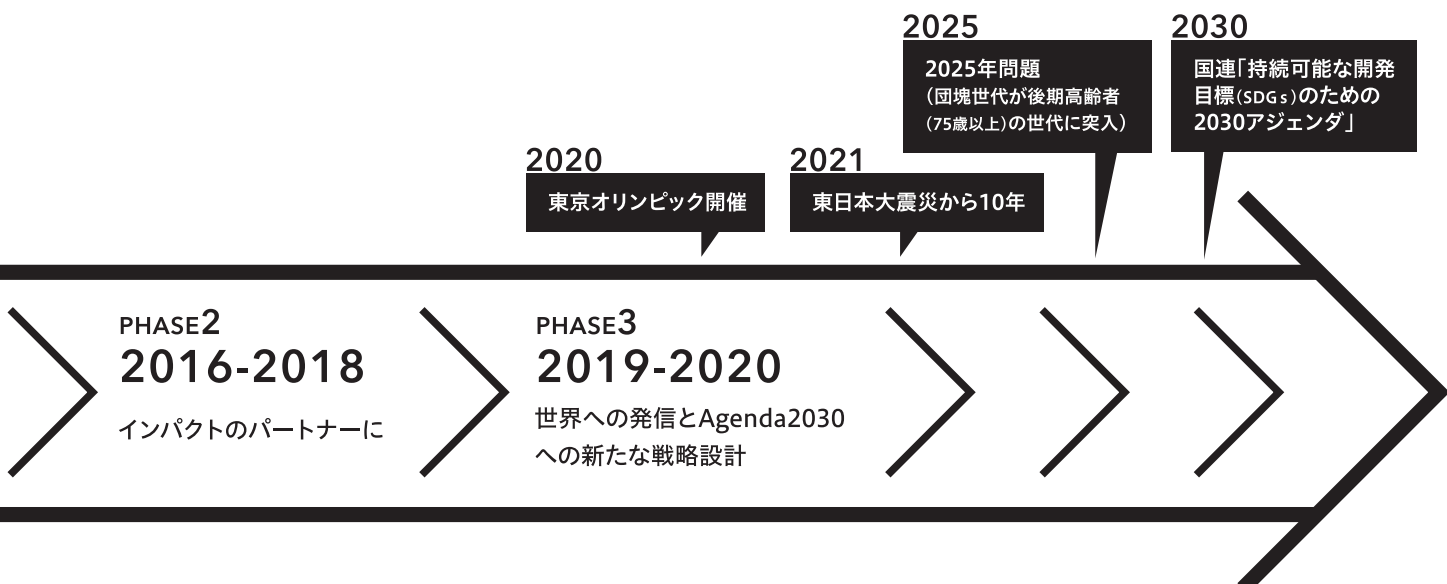 2025
2025年問題
（団塊世代が後期高齢者
（75歳以上）の世代に突入）
2030
国連「持続可能な開発
目標（SDGs）のための
2030アジェンダ」
2020
東京オリンピック開催
2021
東日本大震災から10年
PHASE2
2016-2018
インパクトのパートナーに
PHASE3
2019-2020
世界への発信とAgenda2030
への新たな戦略設計